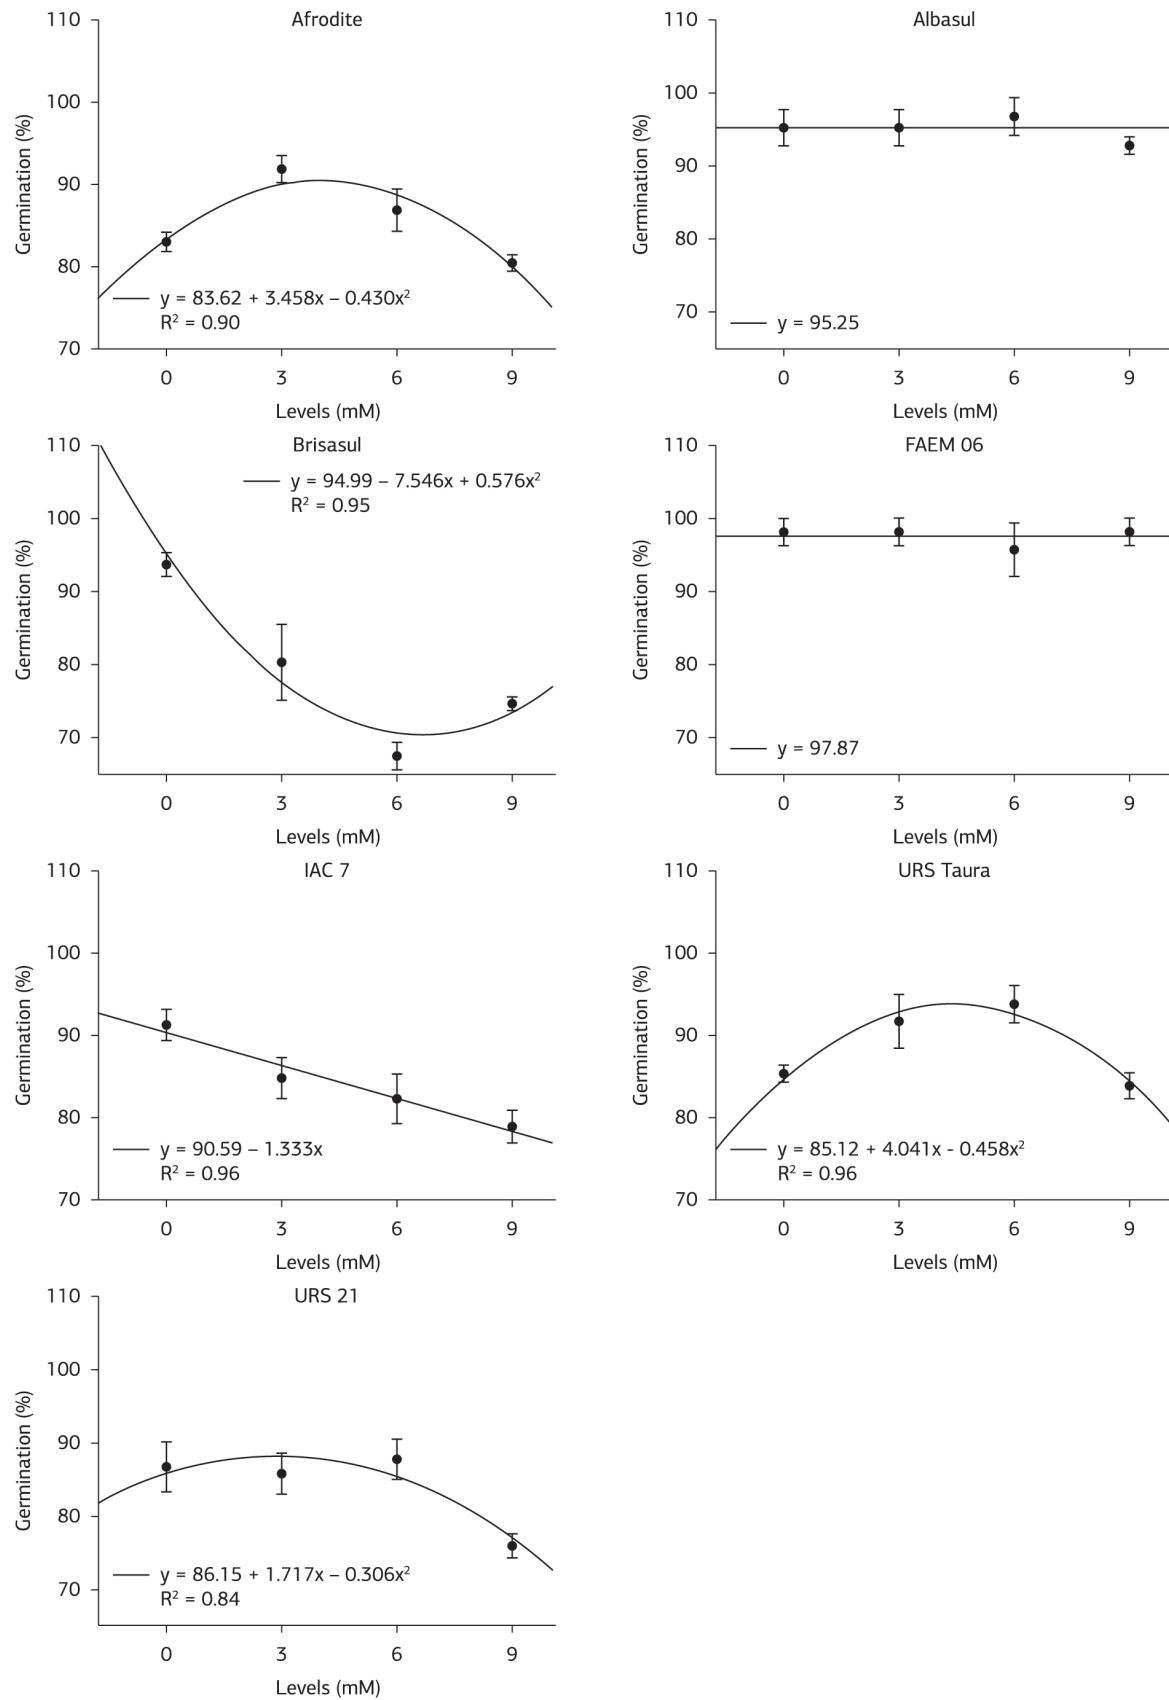 Afrodite
110
100
90
80
70
Germination (%)
y = 83.62 + 3.458x – 0.430x²
R² = 0.90
0 3 6 9
Levels (mM)
Albasul
110
100
90
80
70
Germination (%)
y = 95.25
0 3 6 9
Levels (mM)
Brisasul
110
100
90
80
70
Germination (%)
y = 94.99 – 7.546x + 0.576x²
R² = 0.95
0 3 6 9
Levels (mM)
FAEM 06
110
100
90
80
70
Germination (%)
y = 97.87
0 3 6 9
Levels (mM)
IAC 7
110
100
90
80
70
Germination (%)
y = 90.59 – 1.333x
R² = 0.96
0 3 6 9
Levels (mM)
URS Taura
110
100
90
80
70
Germination (%)
y = 85.12 + 4.041x - 0.458x²
R² = 0.96
0 3 6 9
Levels (mM)
URS 21
110
100
90
80
70
Germination (%)
y = 86.15 + 1.717x – 0.306x²
R² = 0.84
0 3 6 9
Levels (mM)